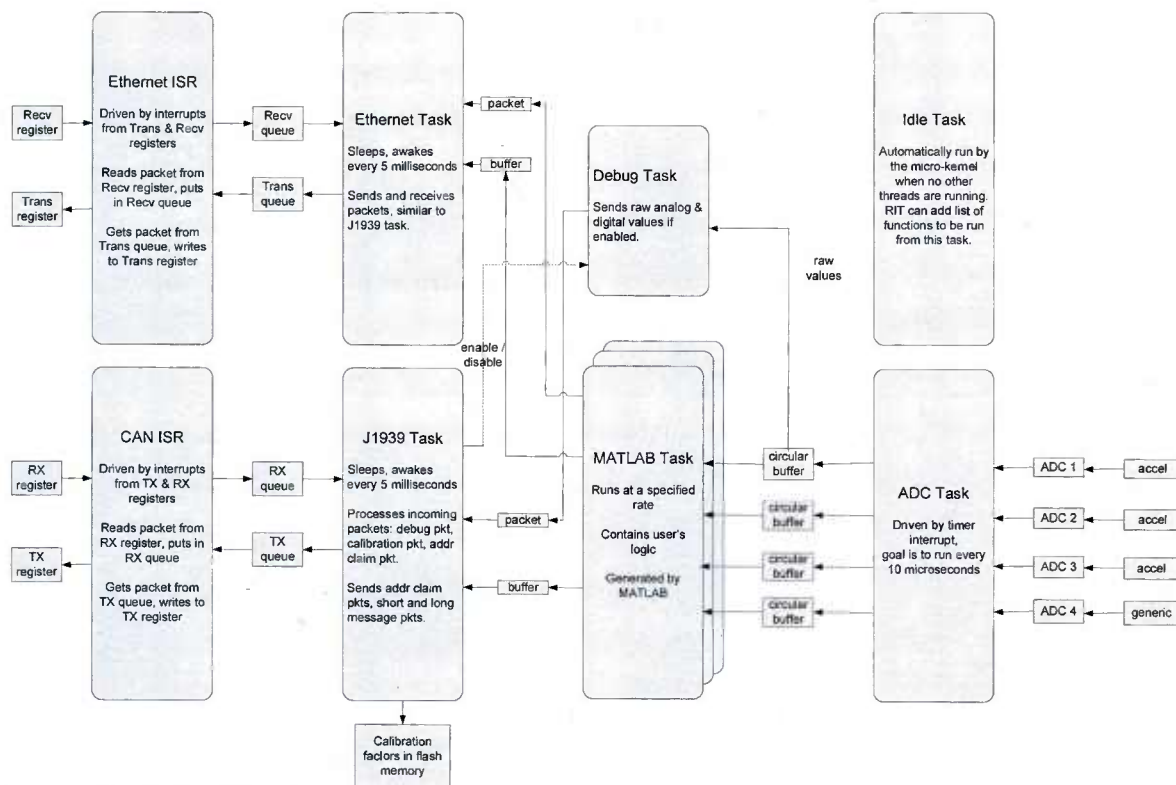 Ethernet ISR
Driven by interrupts
from Trans & Recv
registers
Reads packet from
Recv register, puts
in Recv queue
Gets packet from
Trans queue, writes
to Trans register
Recv
register
Trans
register
Recv
queue
Trans
queue
Ethernet Task
Sleeps, awakes
every 5 milliseconds
Sends and receives
packets, similar to
J1939 task.
packet
buffer
Debug Task
Sends raw analog &
digital values if
enabled.
raw
values
Idle Task
Automatically run by
the micro-kernel
when no other
threads are running.
RIT can add list of
functions to be run
from this task.
enable /
disable
CAN ISR
Driven by interrupts
from TX & RX
registers
Reads packet from
RX register, puts in
RX queue
Gets packet from
TX queue, writes to
TX register
RX
register
TX
register
RX
queue
TX
queue
J1939 Task
Sleeps, awakes
every 5 milliseconds
Processes incoming
packets: debug pkt,
calibration pkt, addr
claim pkt.
Sends addr claim
pkts, short and long
message pkts.
packet
buffer
Calibration
factors in flash
memory
MATLAB Task
Runs at a specified
rate
Contains user's
logic
Generated by
MATLAB
circular
buffer
circular
buffer
circular
buffer
circular
buffer
ADC Task
Driven by timer
interrupt,
goal is to run every
10 microseconds
ADC 1
accel
ADC 2
accel
ADC 3
accel
ADC 4
generic